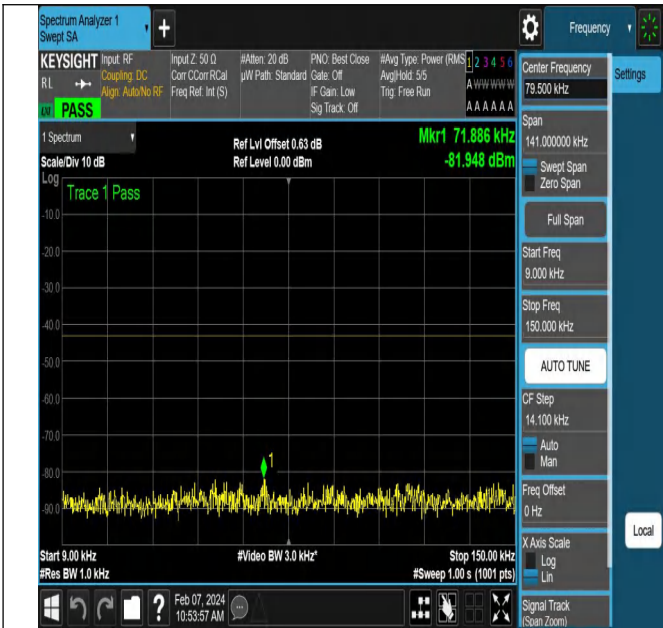 Spectrum Analyzer 1
Swept SA
+
Frequency
KEYSIGHT
RL
PASS
Input: RF
Coupling: DC
Align: Auto/No RF
Input Z: 50 Ω
Corr CCorr RCal
Freq Ref: Int (S)
#Atten: 20 dB
µW Path: Standard
PNO: Best Close
Gate: Off
IF Gain: Low
Sig Track: Off
#Avg Type: Power (RMS
Avg|Hold: 5/5
Trig: Free Run
1 2 3 4 5 6
A W W W W W
A A A A A A
1 Spectrum
Scale/Div 10 dB
Log
Ref Lvl Offset 0.63 dB
Ref Level 0.00 dBm
Mkr1 71.886 kHz
-81.948 dBm
Trace 1 Pass
-10.0
-20.0
-30.0
-40.0
-50.0
-60.0
-70.0
-80.0
-90.0
1
Start 9.00 kHz
#Res BW 1.0 kHz
#Video BW 3.0 kHz*
Stop 150.00 kHz
#Sweep 1.00 s (1001 pts)
?
Feb 07, 2024
10:53:57 AM
Center Frequency
79.500 kHz
Settings
Span
141.000000 kHz
Swept Span
Zero Span
Full Span
Start Freq
9.000 kHz
Stop Freq
150.000 kHz
AUTO TUNE
CF Step
14.100 kHz
Auto
Man
Freq Offset
0 Hz
Local
X Axis Scale
Log
Lin
Signal Track
(Span Zoom)